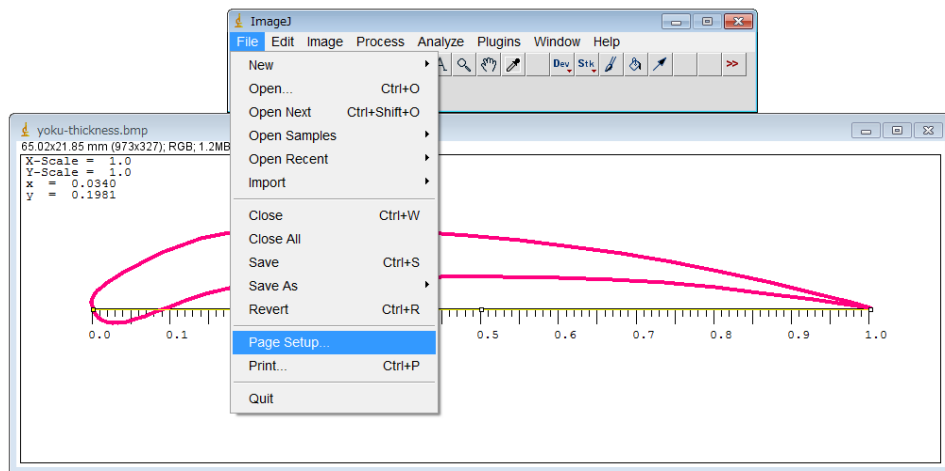 ImageJ
File Edit Image Process Analyze Plugins Window Help
Dev Stk >>
New
Open... Ctrl+O
Open Next Ctrl+Shift+O
Open Samples
Open Recent
Import
Close Ctrl+W
Close All
Save Ctrl+S
Save As
Revert Ctrl+R
Page Setup...
Print... Ctrl+P
Quit
yoku-thickness.bmp
65.02x21.85 mm (973x327); RGB; 1.2MB
X-Scale = 1.0
Y-Scale = 1.0
x = 0.0340
y = 0.1981
0.0 0.1 0.5 0.6 0.7 0.8 0.9 1.0